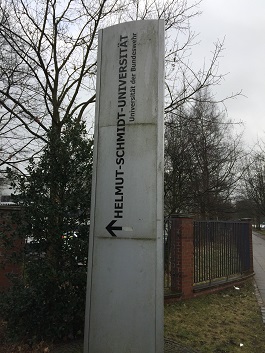 HELMUT-SCHMIDT-UNIVERSITÄT
Universität der Bundeswehr